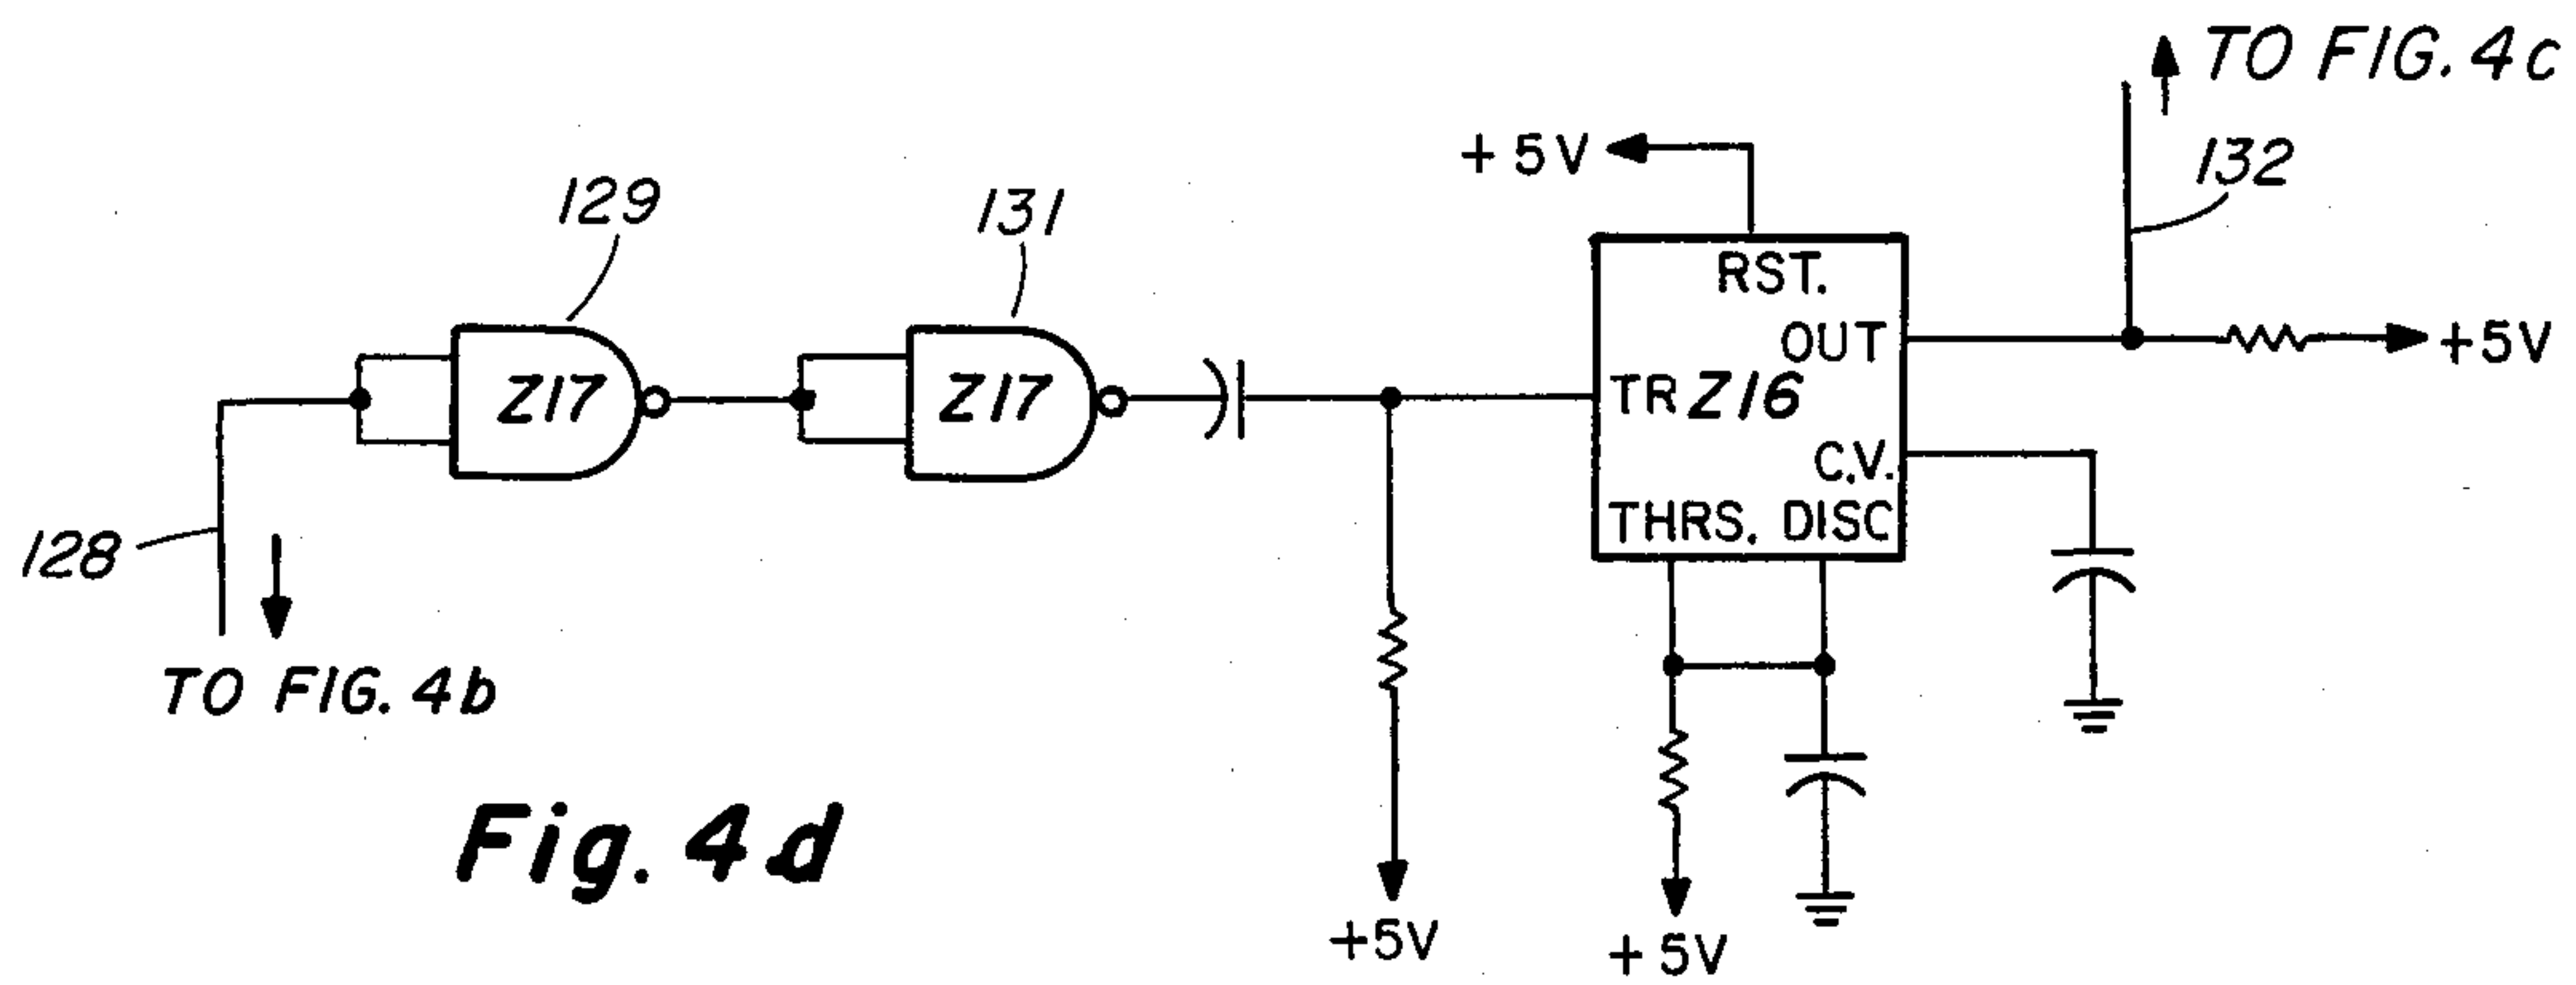 TO FIG. 4c
+5V
132
129
131
RST.
OUT
+5V
Z17
Z17
TR Z16
C.V.
THRS. DISC
128
TO FIG. 4b
Fig. 4d
+5V
+5V